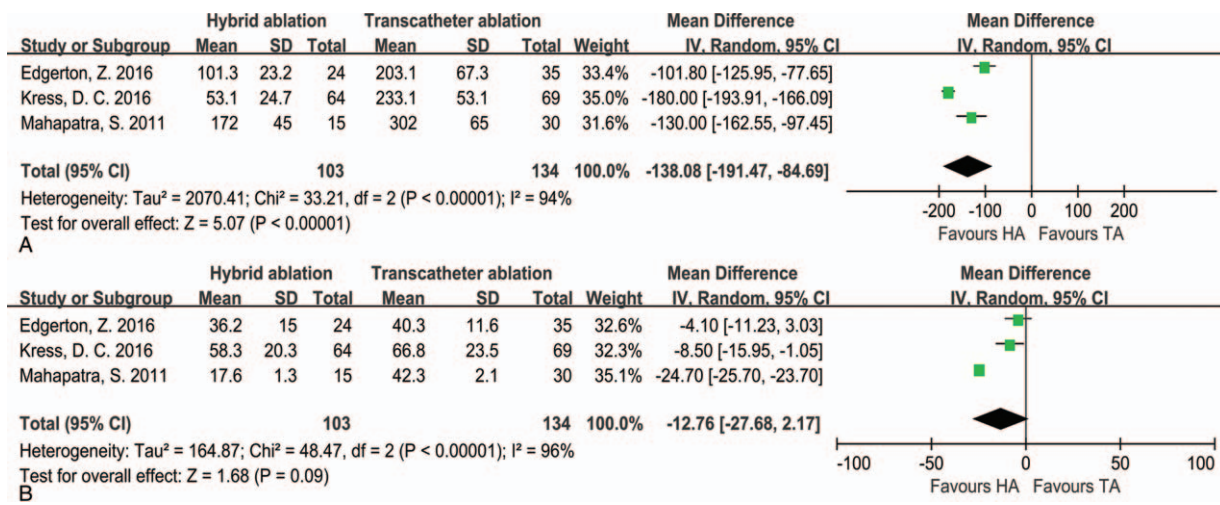 Hybrid ablation Transcatheter ablation Mean Difference Mean Difference
Study or Subgroup Mean SD Total Mean SD Total Weight IV, Random, 95% CI IV, Random, 95% CI
Edgerton, Z. 2016 101.3 23.2 24 203.1 67.3 35 33.4% -101.80 [-125.95, -77.65]
Kress, D. C. 2016 53.1 24.7 64 233.1 53.1 69 35.0% -180.00 [-193.91, -166.09]
Mahapatra, S. 2011 172 45 15 302 65 30 31.6% -130.00 [-162.55, -97.45]
Total (95% CI) 103 134 100.0% -138.08 [-191.47, -84.69]
Heterogeneity: Tau² = 2070.41; Chi² = 33.21, df = 2 (P < 0.00001); I² = 94%
Test for overall effect: Z = 5.07 (P < 0.00001)
-200 -100 0 100 200
Favours HA Favours TA
A
Hybrid ablation Transcatheter ablation Mean Difference Mean Difference
Study or Subgroup Mean SD Total Mean SD Total Weight IV, Random, 95% CI IV, Random, 95% CI
Edgerton, Z. 2016 36.2 15 24 40.3 11.6 35 32.6% -4.10 [-11.23, 3.03]
Kress, D. C. 2016 58.3 20.3 64 66.8 23.5 69 32.3% -8.50 [-15.95, -1.05]
Mahapatra, S. 2011 17.6 1.3 15 42.3 2.1 30 35.1% -24.70 [-25.70, -23.70]
Total (95% CI) 103 134 100.0% -12.76 [-27.68, 2.17]
Heterogeneity: Tau² = 164.87; Chi² = 48.47, df = 2 (P < 0.00001); I² = 96%
Test for overall effect: Z = 1.68 (P = 0.09)
-100 -50 0 50 100
Favours HA Favours TA
B